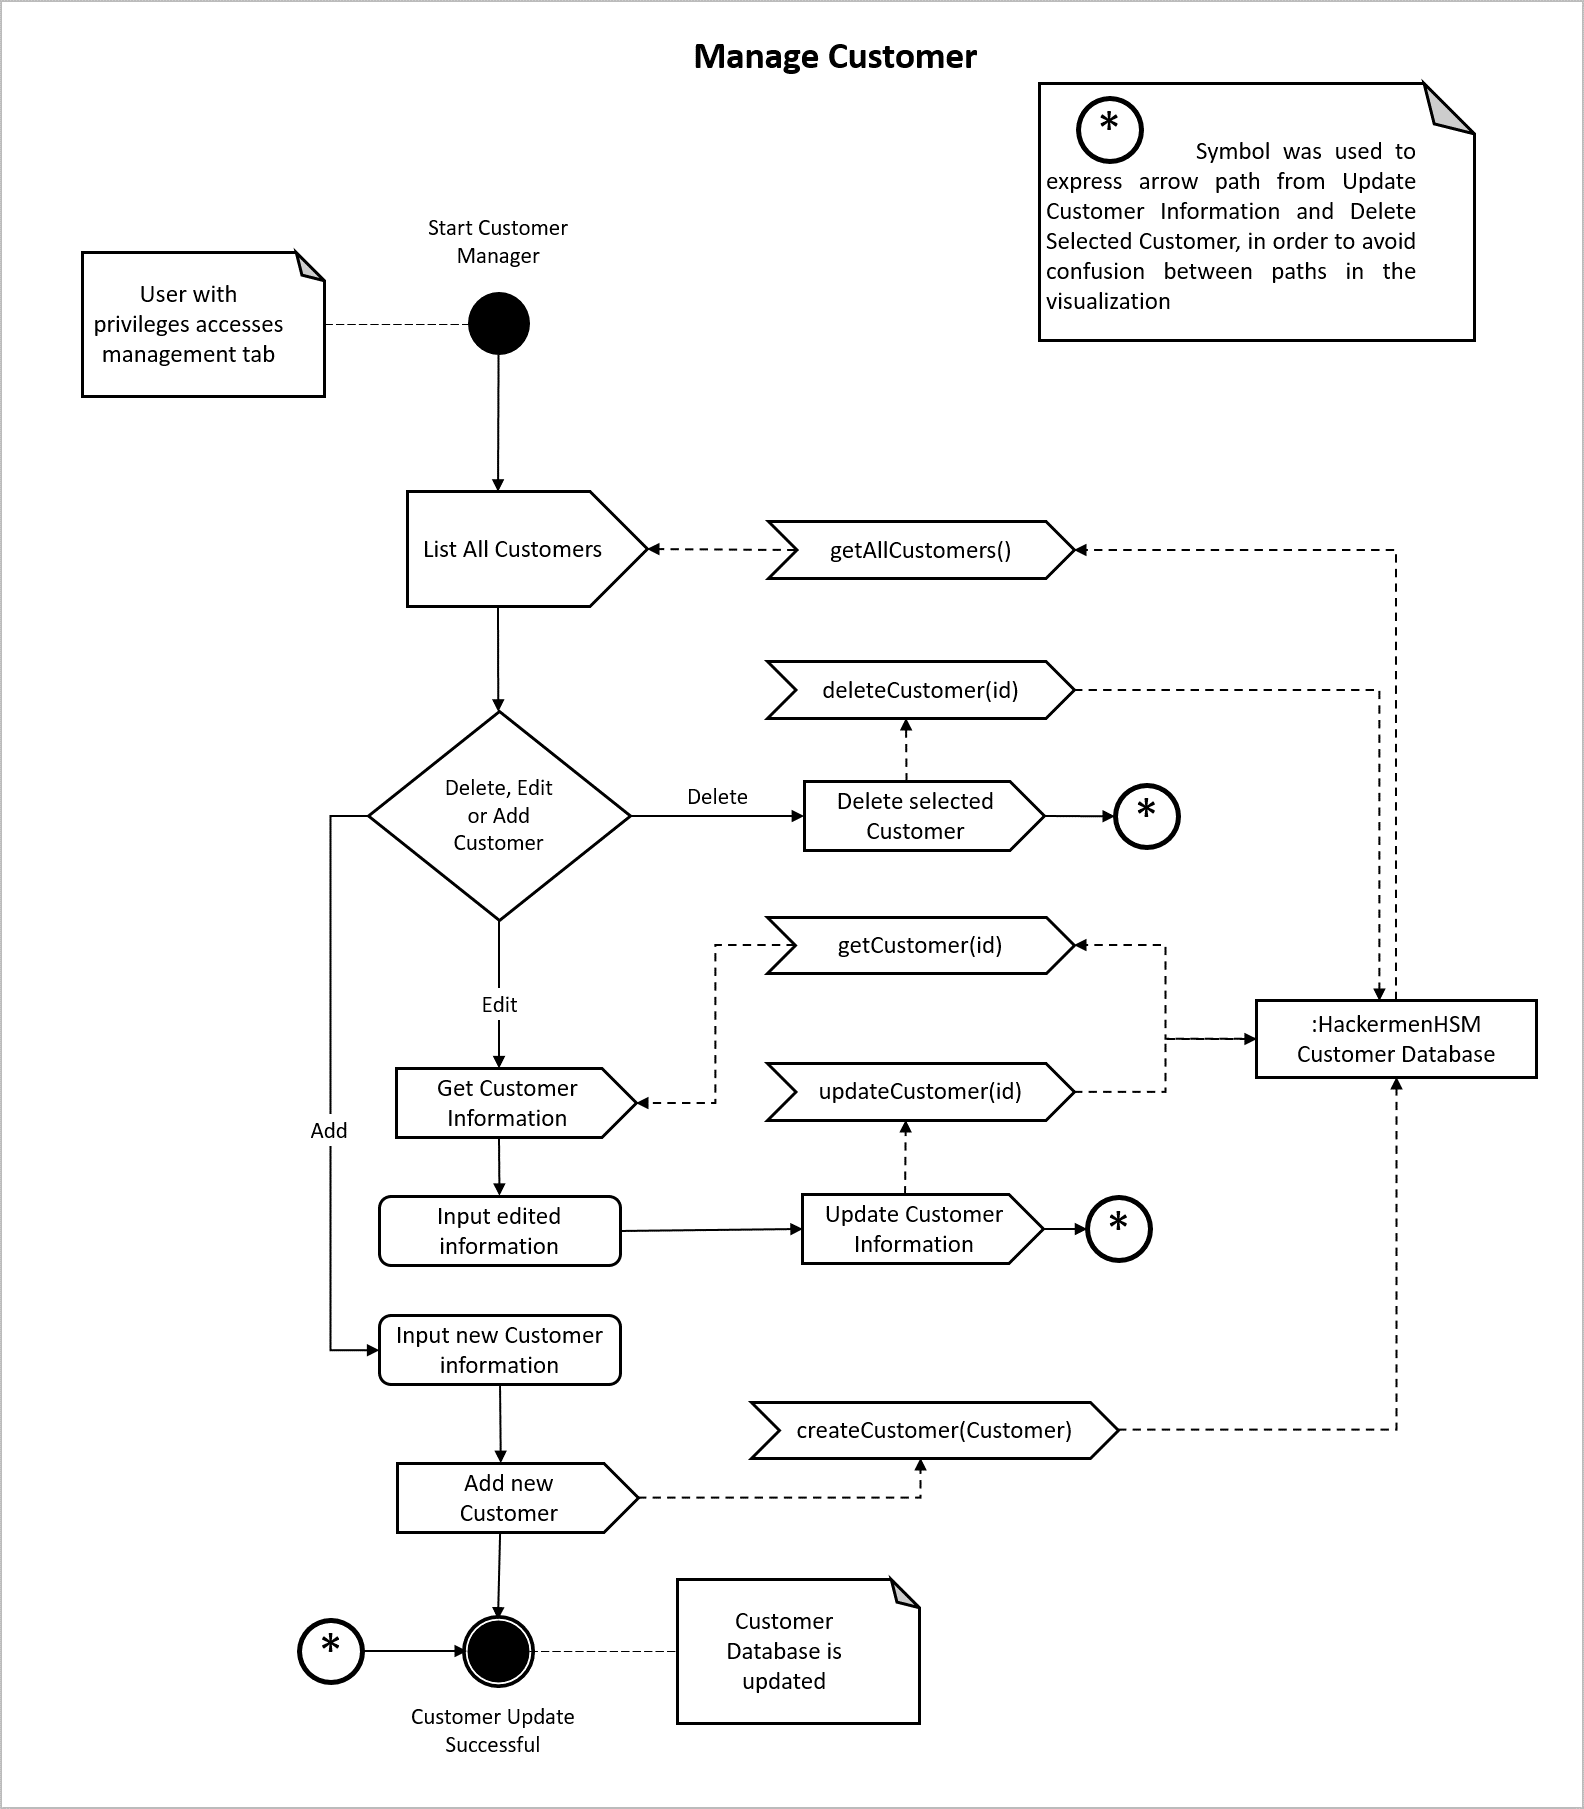 Manage Customer
*
Symbol was used to
express arrow path from Update
Customer Information and Delete
Selected Customer, in order to avoid
confusion between paths in the
visualization
Start Customer
Manager
User with
privileges accesses
management tab
List All Customers
getAllCustomers()
deleteCustomer(id)
Delete, Edit
or Add
Customer
Delete
Delete selected
Customer
*
getCustomer(id)
Edit
:HackermenHSM
Customer Database
Get Customer
Information
updateCustomer(id)
Add
Input edited
information
Update Customer
Information
*
Input new Customer
information
createCustomer(Customer)
Add new
Customer
*
Customer
Database is
updated
Customer Update
Successful